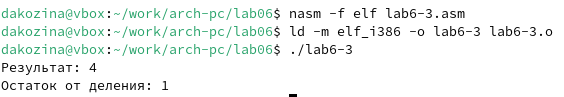 dakozina@vbox:~/work/arch-pc/lab06$ nasm -f elf lab6-3.asm
dakozina@vbox:~/work/arch-pc/lab06$ ld -m elf_i386 -o lab6-3 lab6-3.o
dakozina@vbox:~/work/arch-pc/lab06$ ./lab6-3
Результат: 4
Остаток от деления: 1